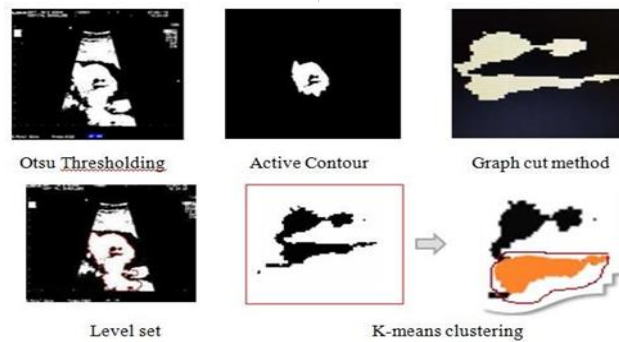 Otsu Thresholding
Active Contour
Graph cut method
Level set
K-means clustering